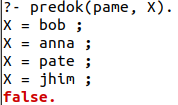 ?- predok(pame, X).
X = bob ;
X = anna ;
X = pate ;
X = jhim ;
false.